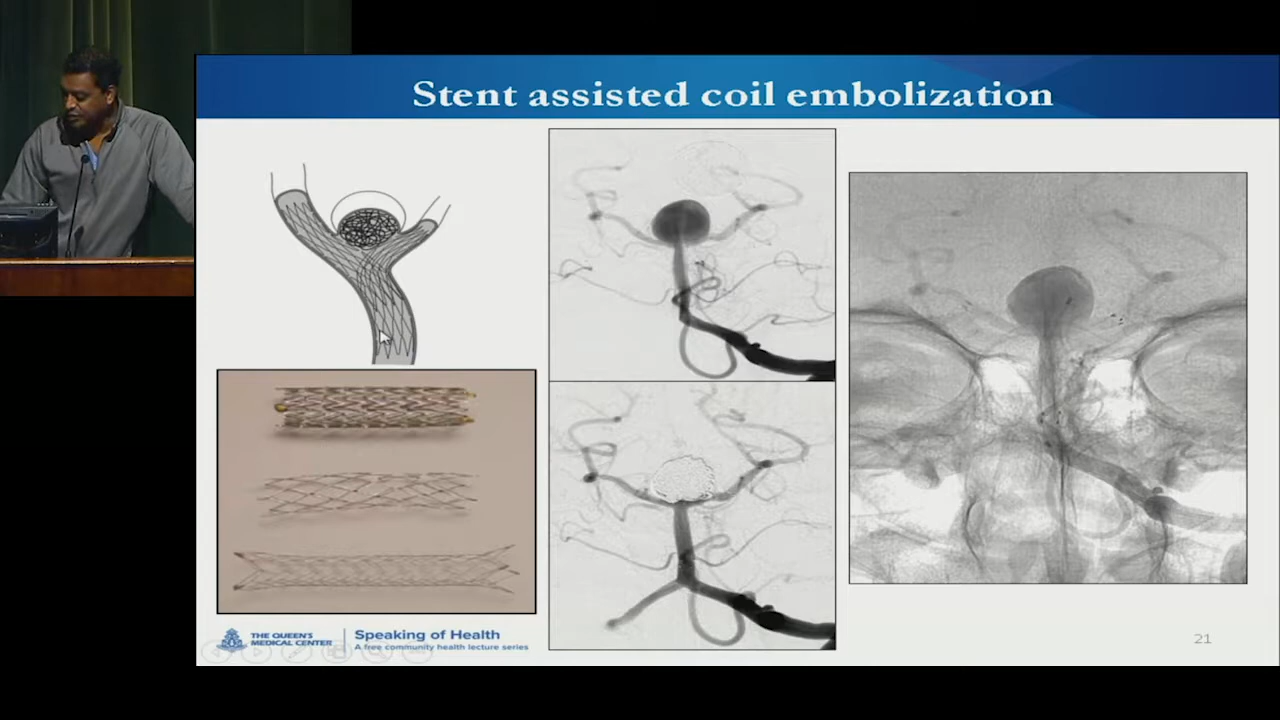 Stent assisted coil embolization
THE QUEEN'S
MEDICAL CENTER
Speaking of Health
A free community health lecture series
21